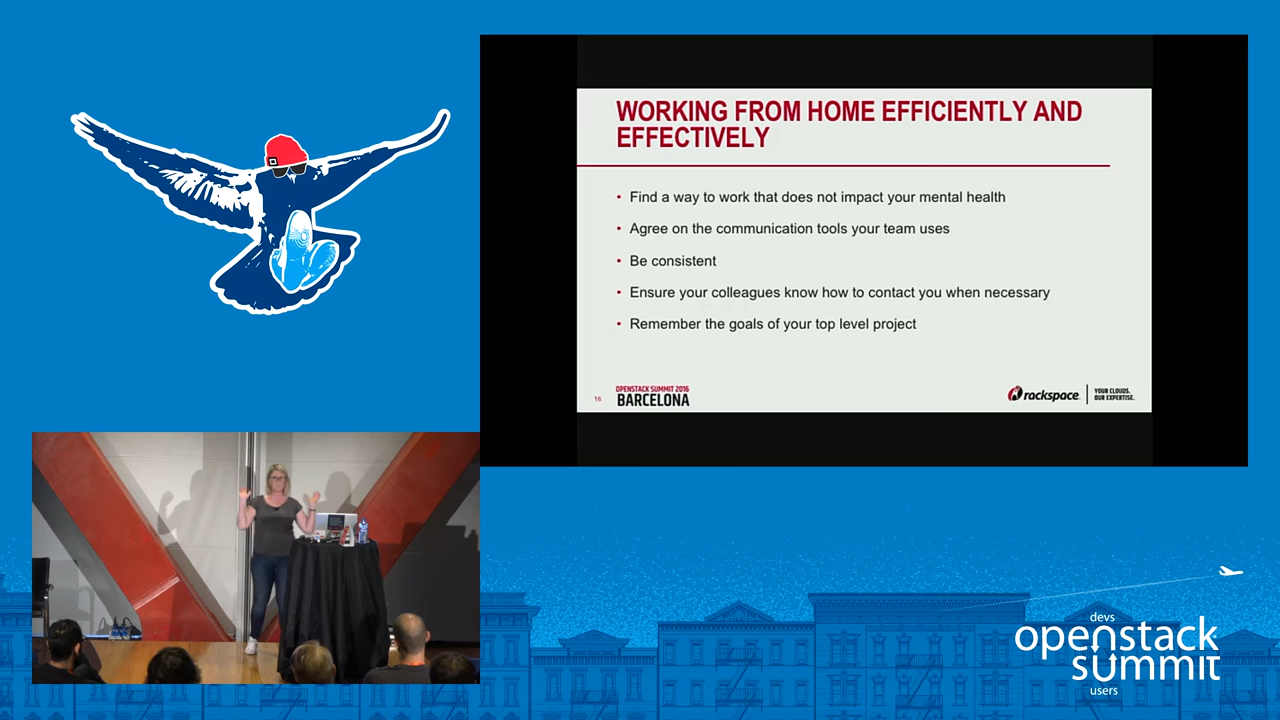 WORKING FROM HOME EFFICIENTLY AND
EFFECTIVELY
• Find a way to work that does not impact your mental health
• Agree on the communication tools your team uses
• Be consistent
• Ensure your colleagues know how to contact you when necessary
• Remember the goals of your top level project
16
OPENSTACK SUMMIT 2016
BARCELONA
rackspace.
YOUR CLOUDS.
OUR EXPERTISE.
devs
openstack
summit
users